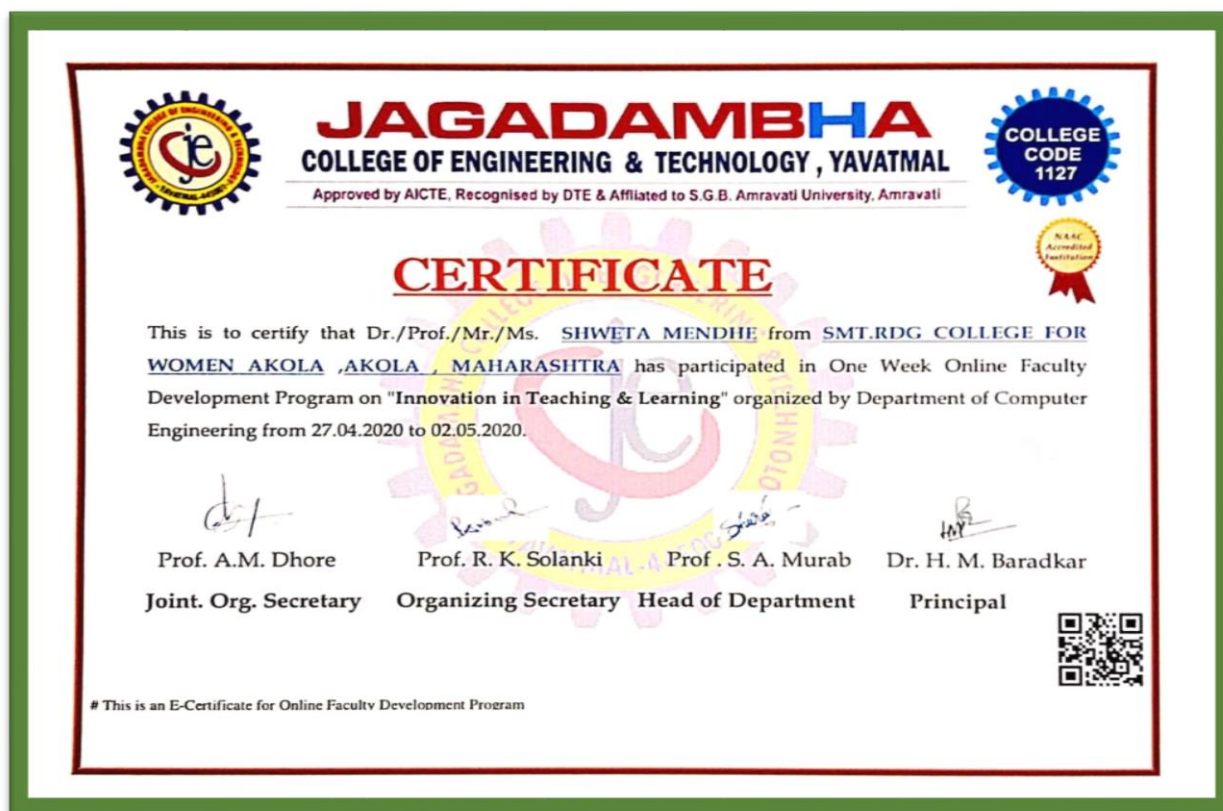 JAGADAMBHA
COLLEGE OF ENGINEERING & TECHNOLOGY , YAVATMAL
Approved by AICTE, Recognised by DTE & Affliated to S.G.B. Amravati University, Amravati
COLLEGE
CODE
1127
NAAC
Accredited
Institution
CERTIFICATE
This is to certify that Dr./Prof./Mr./Ms. SHWETA MENDHE from SMT.RDG COLLEGE FOR
WOMEN AKOLA ,AKOLA , MAHARASHTRA has participated in One Week Online Faculty
Development Program on "Innovation in Teaching & Learning" organized by Department of Computer
Engineering from 27.04.2020 to 02.05.2020.
Prof. A.M. Dhore Prof. R. K. Solanki Prof . S. A. Murab Dr. H. M. Baradkar
Joint. Org. Secretary Organizing Secretary Head of Department Principal
# This is an E-Certificate for Online Faculty Development Program